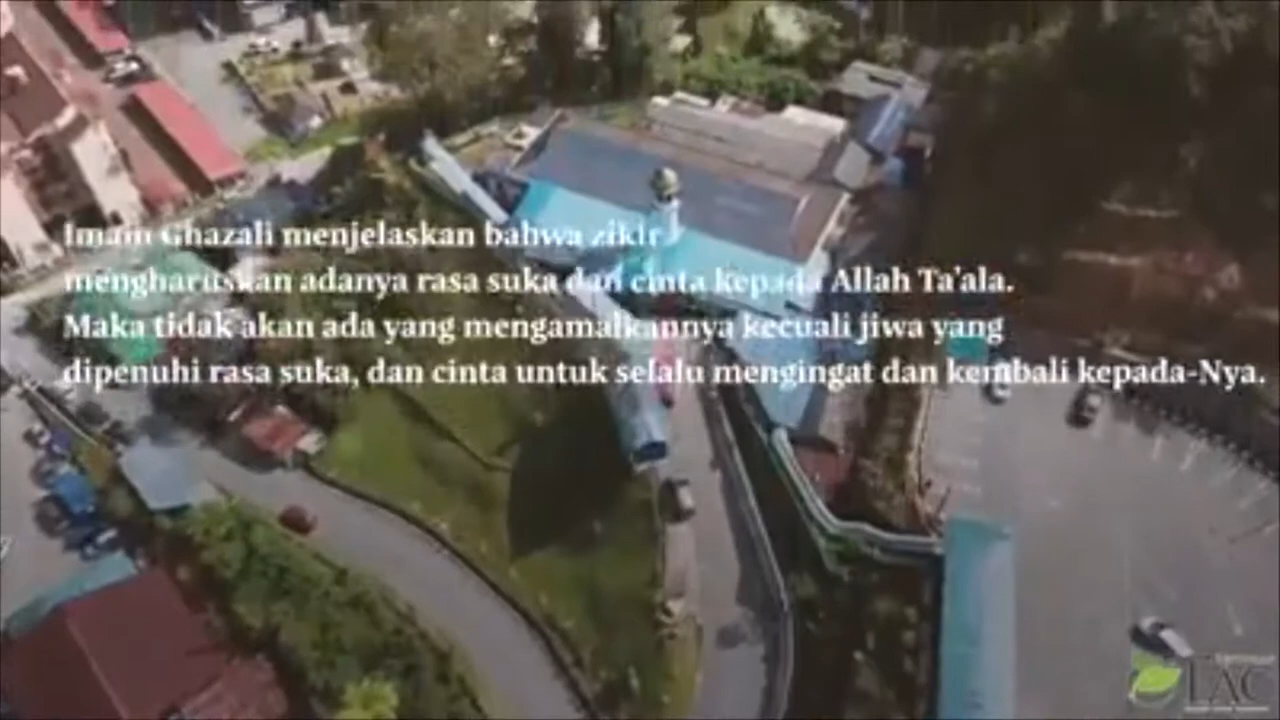 Imam Ghazali menjelaskan bahwa zikir
mengharuskan adanya rasa suka dan cinta kepada Allah Ta'ala.
Maka tidak akan ada yang mengamalkannya kecuali jiwa yang
dipenuhi rasa suka, dan cinta untuk selalu mengingat dan kembali kepada-Nya.
TAC